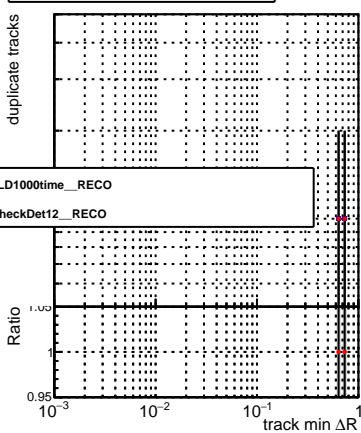 duplicate tracks
LD1000time__RECO
heckDet12__RECO
1.05
Ratio
1
0.95
10−3
10−2
10−1
1
track min ΔR